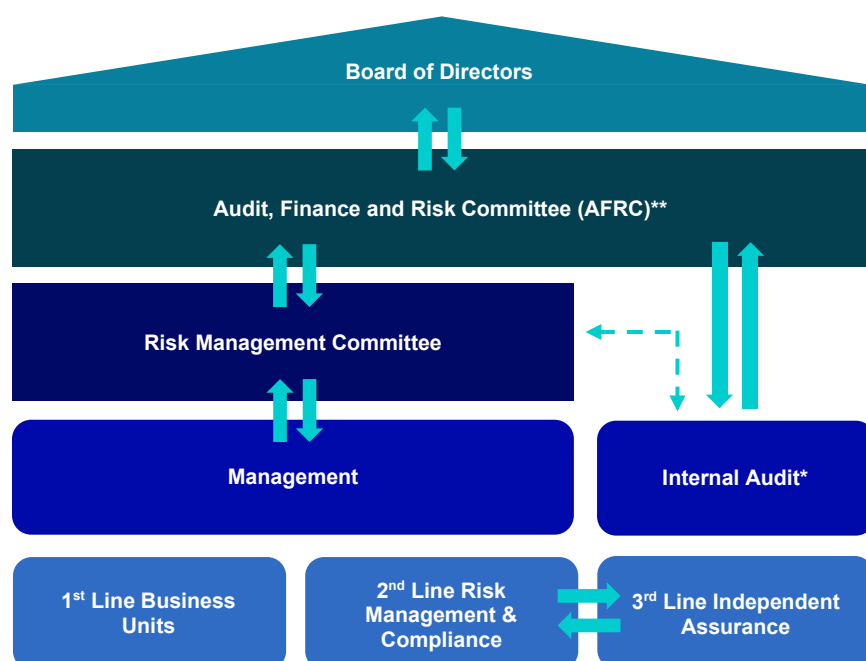 Board of Directors
Audit, Finance and Risk Committee (AFRC)**
Risk Management Committee
Management
Internal Audit*
1st Line Business
Units
2nd Line Risk
Management &
Compliance
3rd Line Independent
Assurance